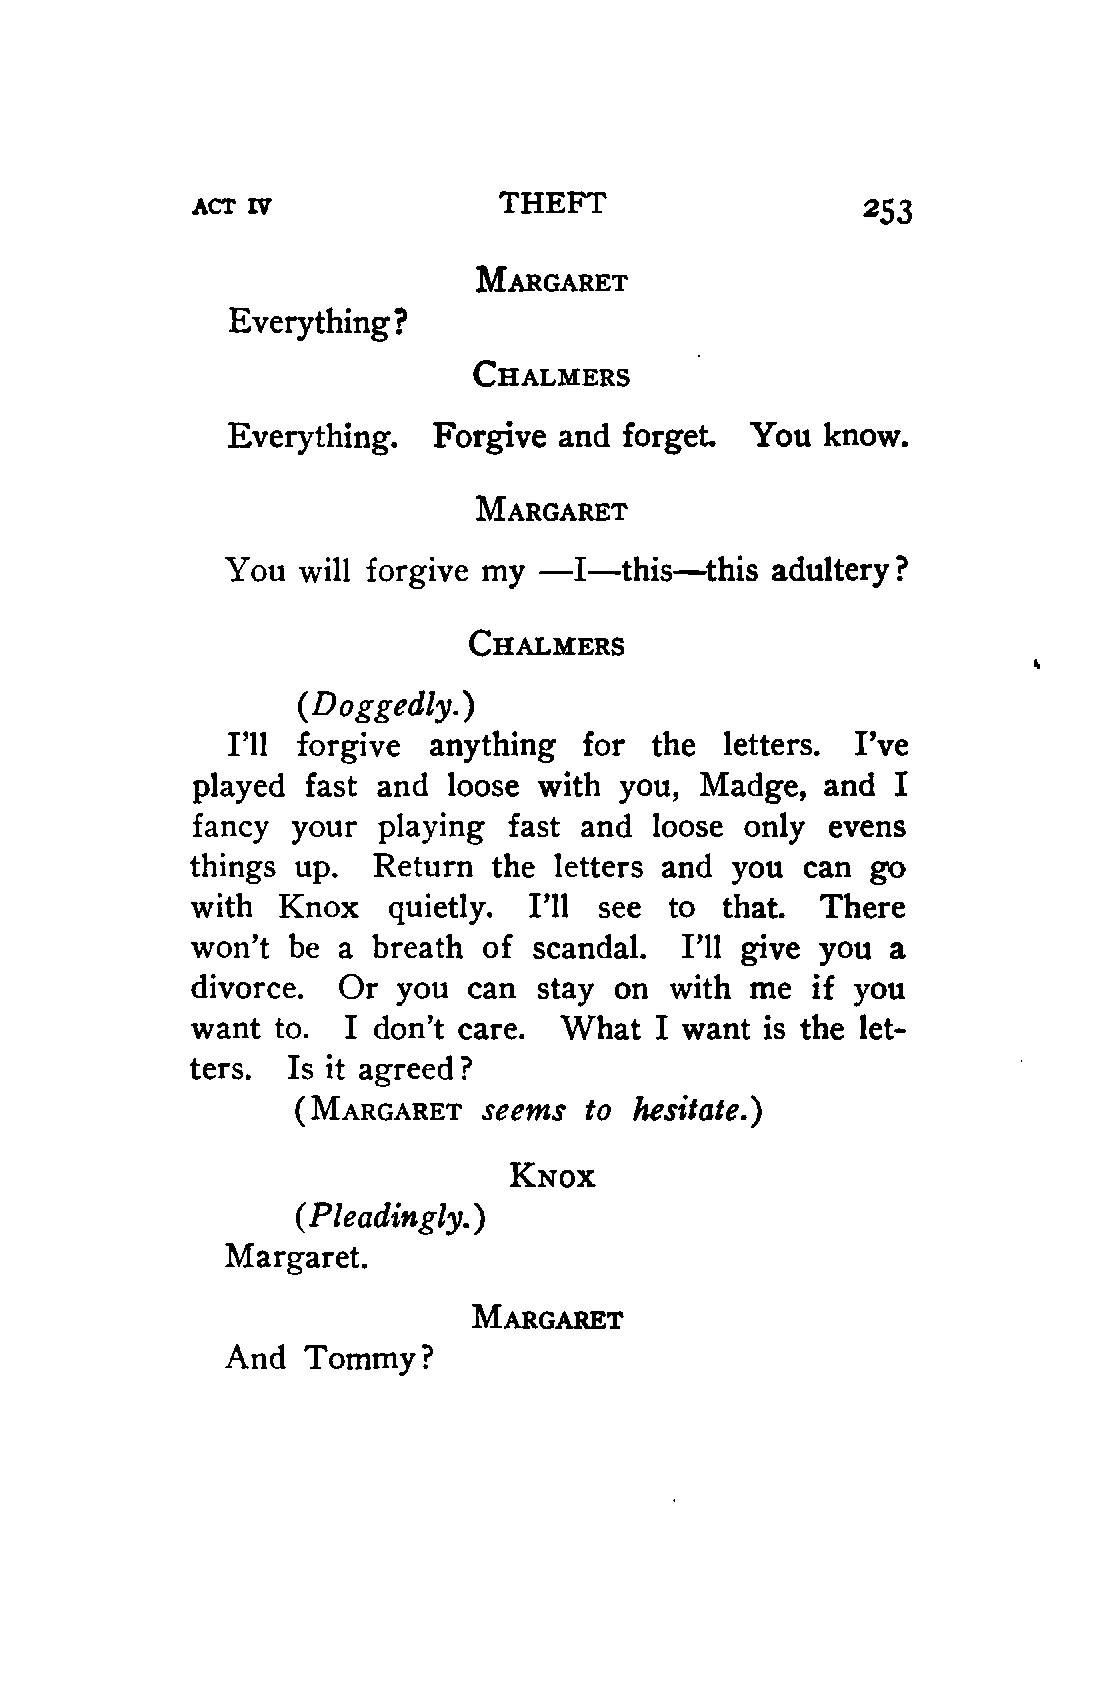 ACT IV THEFT 253
MARGARET
Everything?
CHALMERS
Everything. Forgive and forget. You know.
MARGARET
You will forgive my —I—this—this adultery?
CHALMERS
(Doggedly.)
I'll forgive anything for the letters. I've
played fast and loose with you, Madge, and I
fancy your playing fast and loose only evens
things up. Return the letters and you can go
with Knox quietly. I'll see to that. There
won't be a breath of scandal. I'll give you a
divorce. Or you can stay on with me if you
want to. I don't care. What I want is the let-
ters. Is it agreed?
(MARGARET seems to hesitate.)
KNOX
(Pleadingly.)
Margaret.
MARGARET
And Tommy?